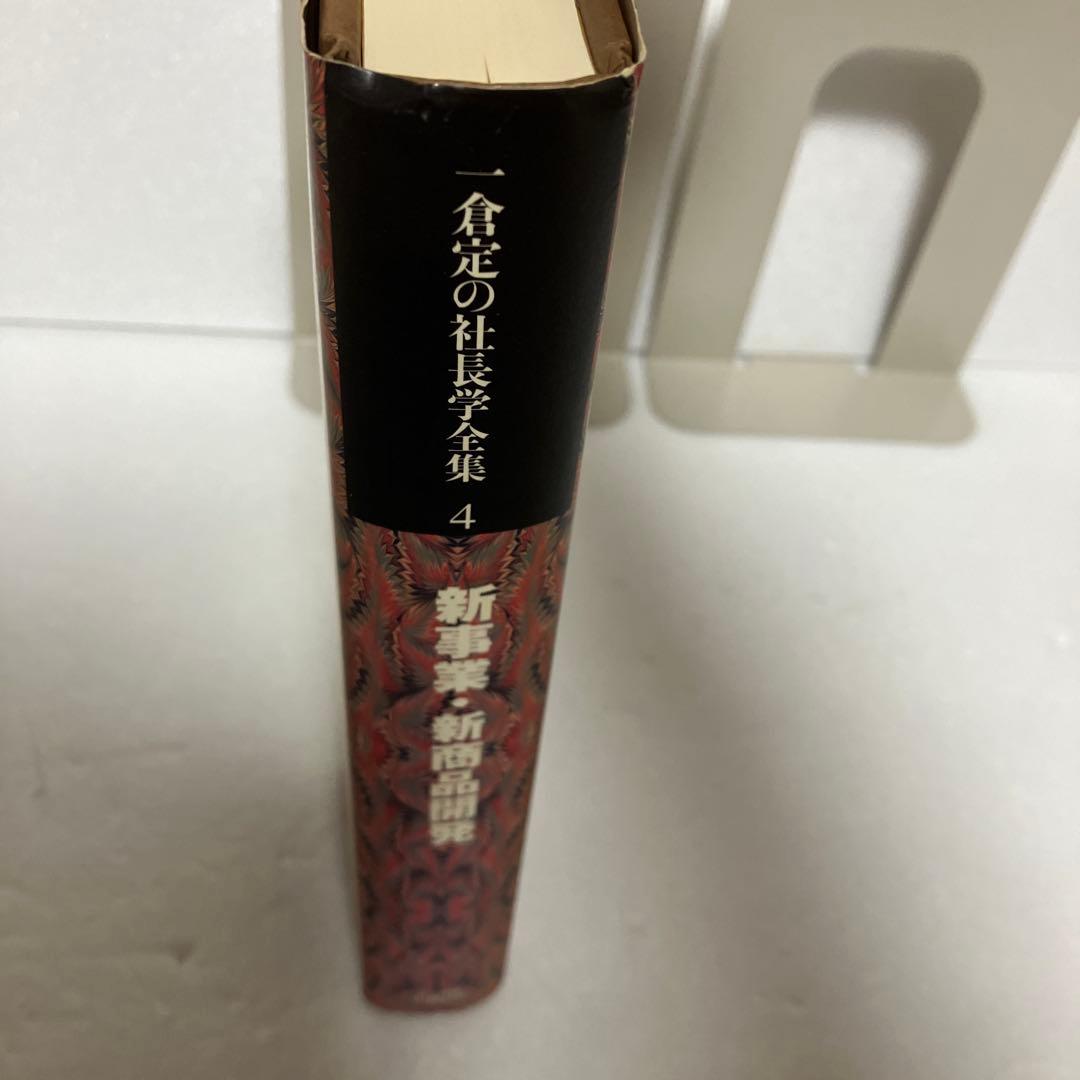 一倉定の社長学全集 4
新事業・新商品開発